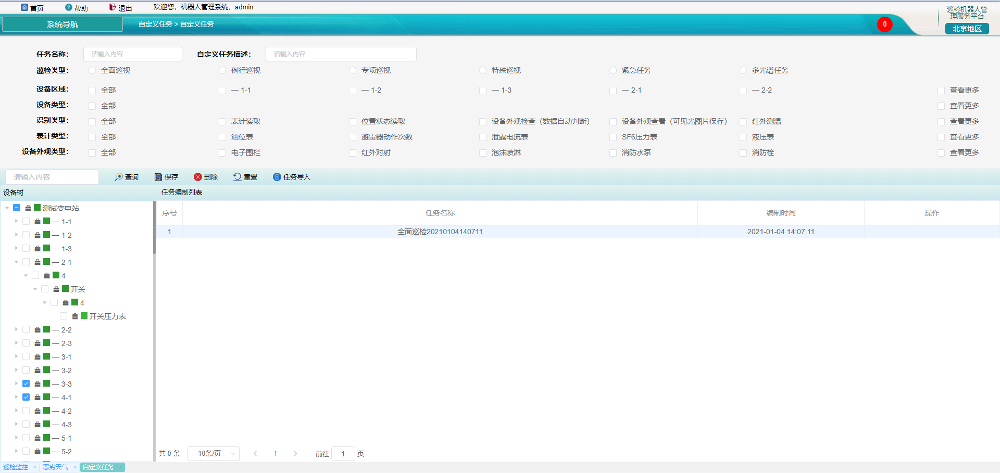 首页 帮助 退出 欢迎您，机器人管理系统，admin
巡检机器人管
理服务平台
系统导航 自定义任务 > 自定义任务 0 北京地区
任务名称： 请输入内容 自定义任务描述： 请输入内容
巡检类型： 全面巡视 例行巡视 专项巡视 特殊巡视 紧急任务 多光谱任务
设备区域： 全部 — 1-1 — 1-2 — 1-3 — 2-1 — 2-2 查看更多
设备类型： 全部 查看更多
识别类型： 全部 表计读取 位置状态读取 设备外观检查（数据自动判断） 设备外观查看（可见光图片保存） 红外测温 查看更多
表计类型： 全部 油位表 避雷器动作次数 泄露电流表 SF6压力表 液压表 查看更多
设备外观类型： 全部 电子围栏 红外对射 泡沫喷淋 消防水泵 消防栓 查看更多
请输入内容 查询 保存 删除 重置 任务导入
设备树
测试变电站
— 1-1
— 1-2
— 1-3
— 2-1
4
开关
4
开关压力表
— 2-2
— 2-3
— 3-1
— 3-2
— 3-3
— 4-1
— 4-2
— 4-3
— 5-1
— 5-2
任务编制列表
序号 任务名称 编制时间 操作
1 全面巡检20210104140711 2021-01-04 14:07:11
共 0 条 10条/页 1 前往 1 页
巡检监控 × 恶劣天气 × 自定义任务 ×